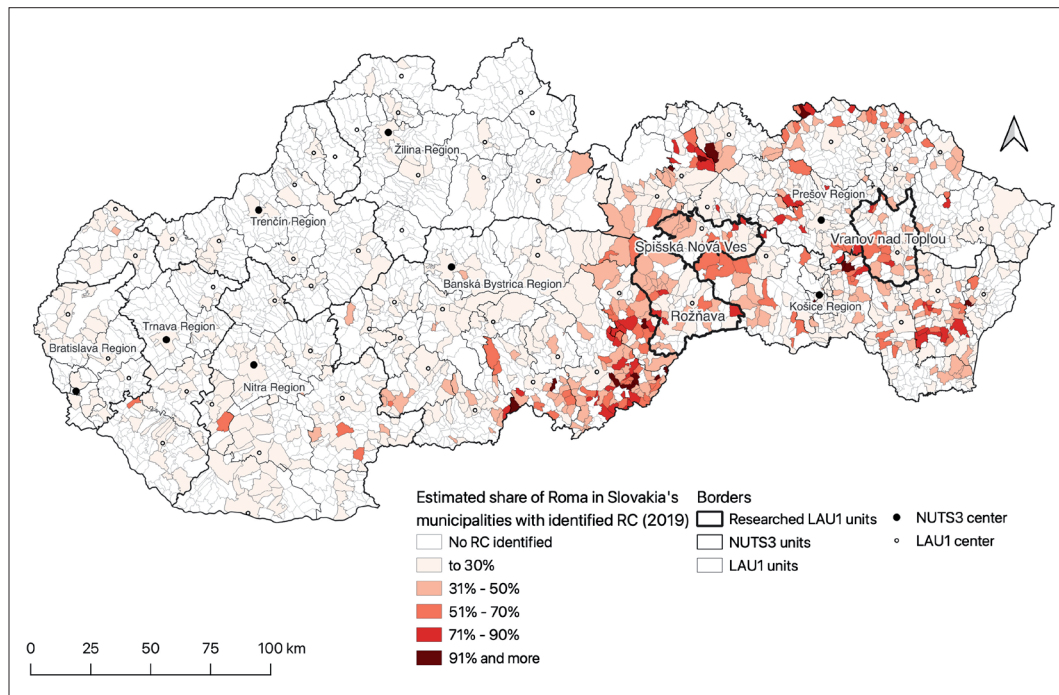 Žilina Region
Trenčín Region
Prešov Region
Spišská Nová Ves
Vranov nad Topľou
Banská Bystrica Region
Košice Region
Rožňava
Trnava Region
Bratislava Region
Nitra Region
Estimated share of Roma in Slovakia's
municipalities with identified RC (2019)
No RC identified
to 30%
31% - 50%
51% - 70%
71% - 90%
91% and more
Borders
Researched LAU1 units
NUTS3 units
LAU1 units
NUTS3 center
LAU1 center
0 25 50 75 100 km